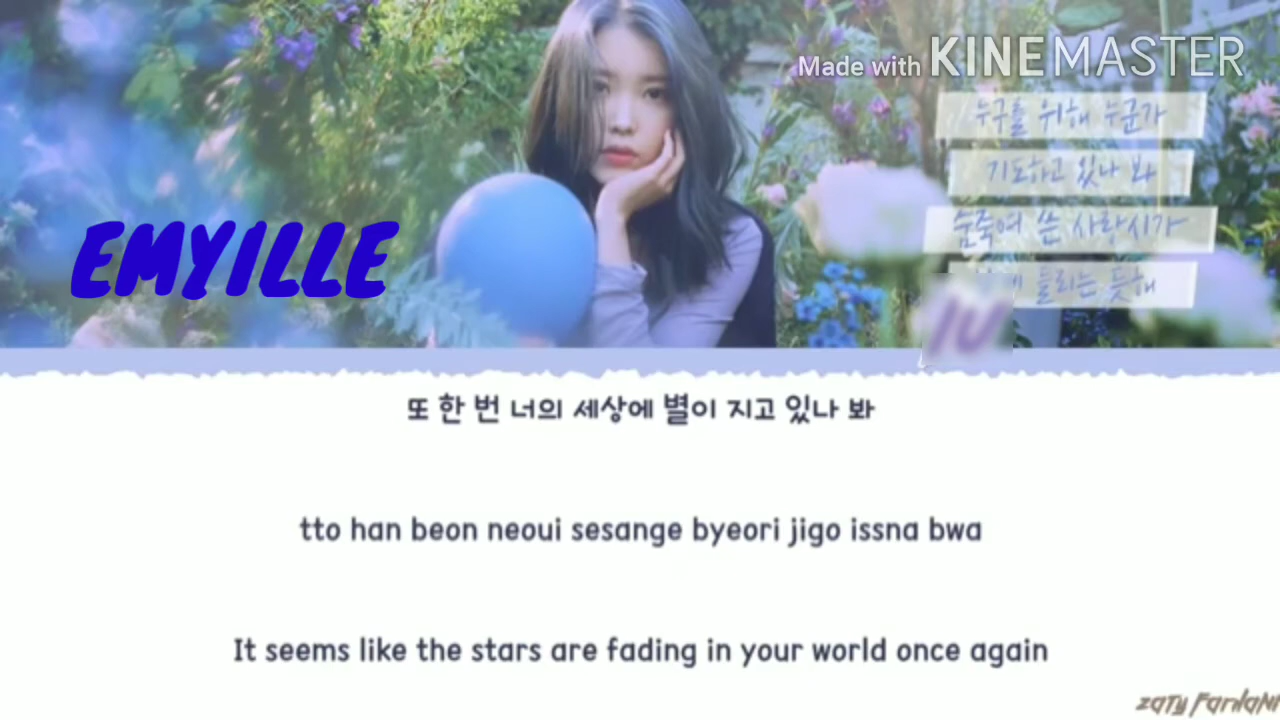 Made with KINEMASTER
누구를 위해 누군가
기도하고 있나 봐
숨죽여 쓴 사랑시가
게 들리는 듯해
EMYILLE
IU
또 한 번 너의 세상에 별이 지고 있나 봐
tto han beon neoui sesange byeori jigo issna bwa
It seems like the stars are fading in your world once again